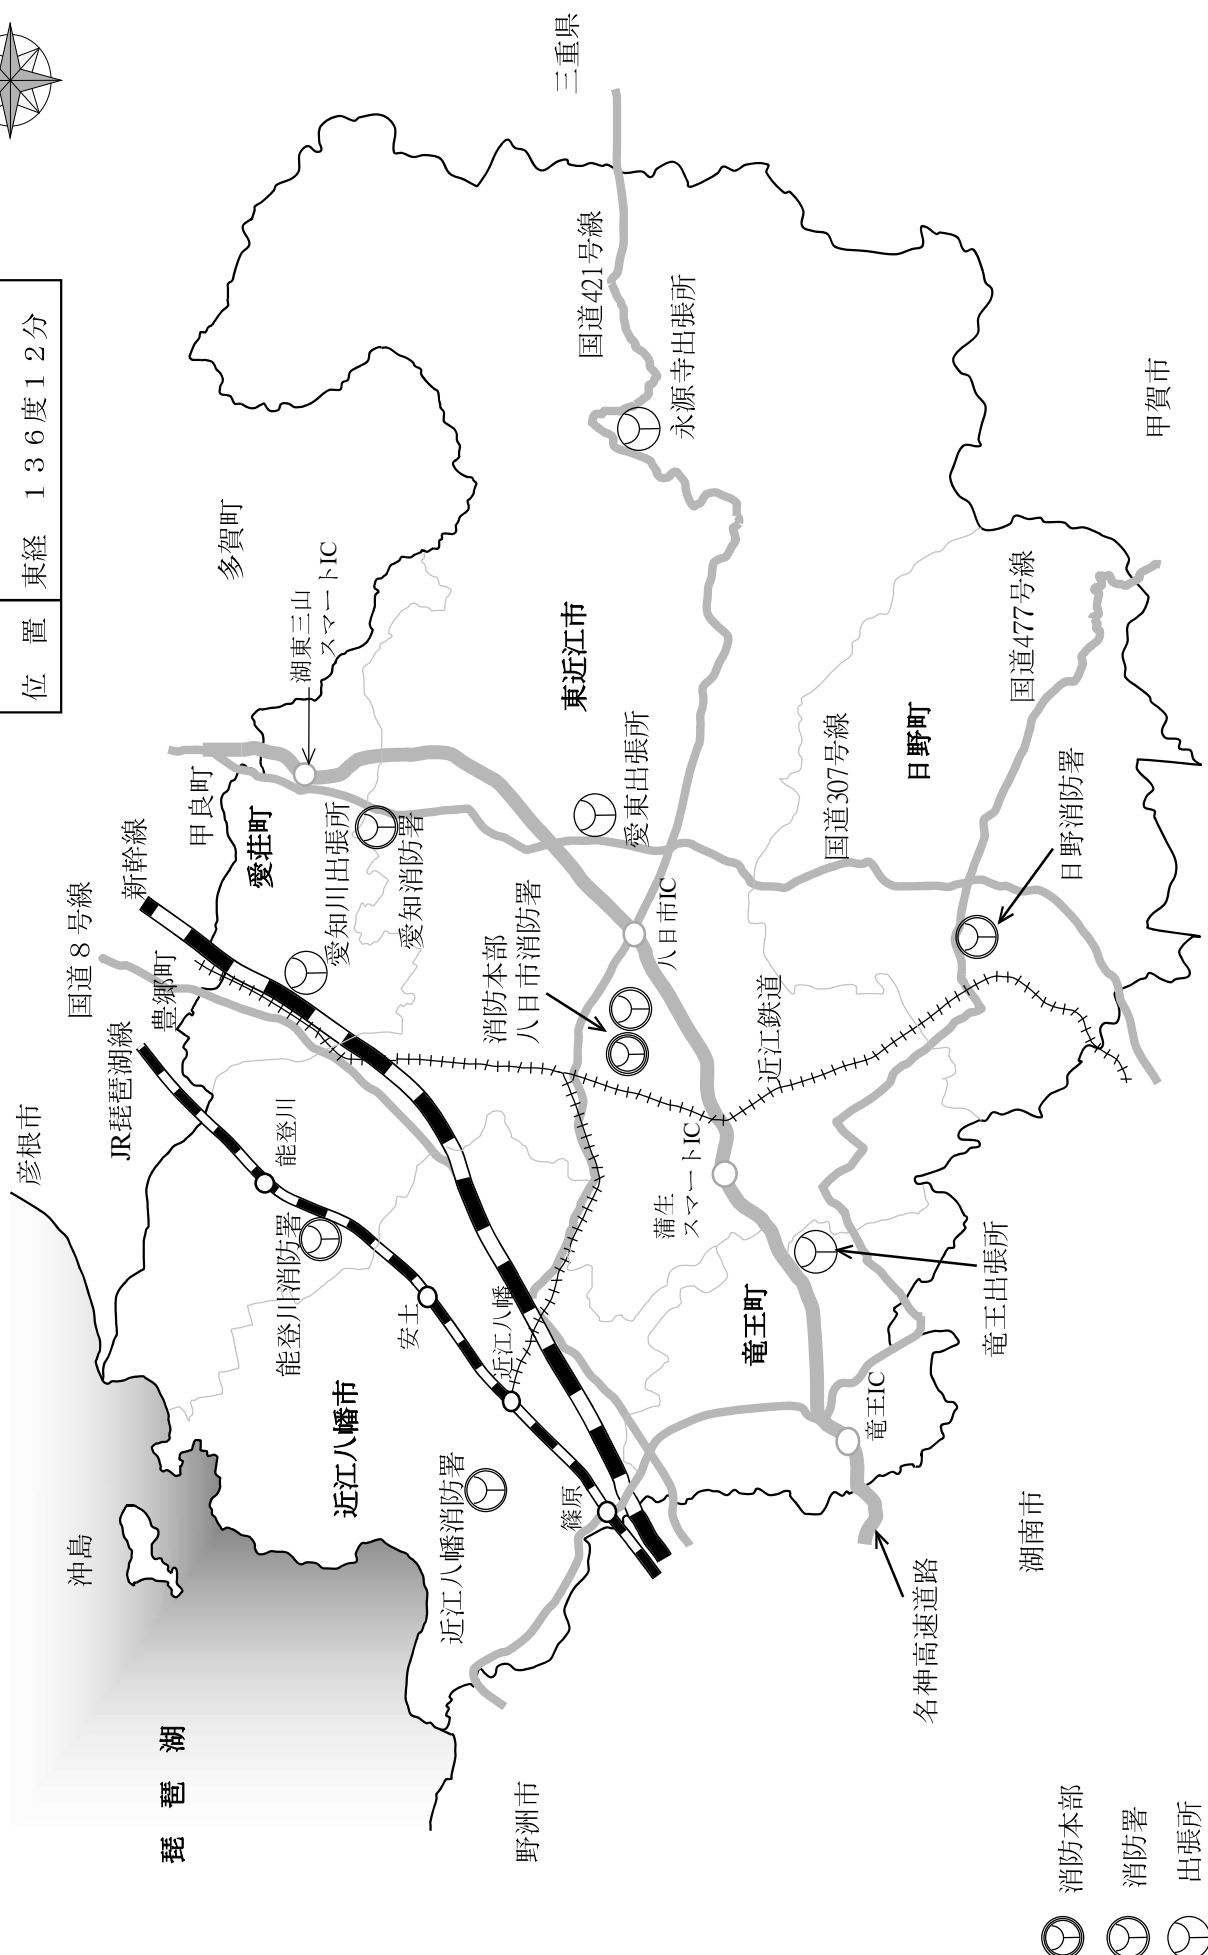 位 置 東経 136度12分
三重県
彦根市
国道8号線
新幹線
JR琵琶湖線
豊郷町
甲良町
多賀町
湖東三山
スマートIC
愛荘町
愛知川出張所
愛知消防署
国道421号線
永源寺出張所
東近江市
愛東出張所
八日市IC
消防本部
八日市消防署
能登川
能登川消防署
安土
近江八幡
近江八幡市
近江八幡消防署
篠原
沖島
琵 琶 湖
野洲市
近江鉄道
蒲生
スマートIC
竜王町
竜王出張所
竜王IC
名神高速道路
湖南市
国道307号線
日野町
日野消防署
国道477号線
甲賀市
消防本部
消防署
出張所